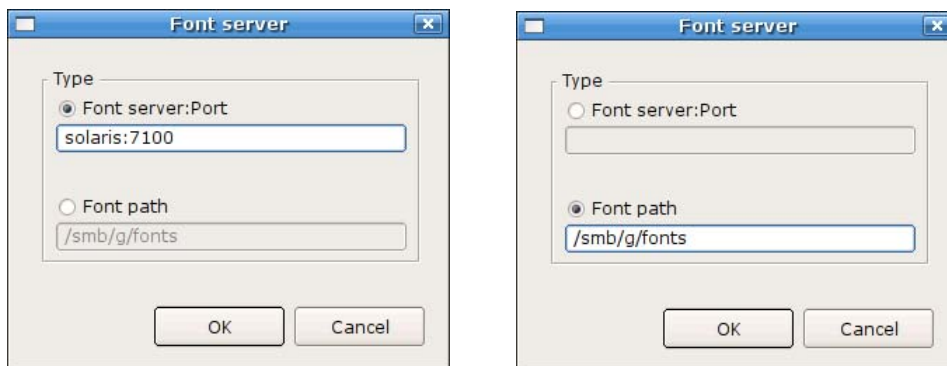 Font server
Type
Font server:Port
solaris:7100
Font path
/smb/g/fonts
OK Cancel
Font server
Type
Font server:Port
Font path
/smb/g/fonts
OK Cancel